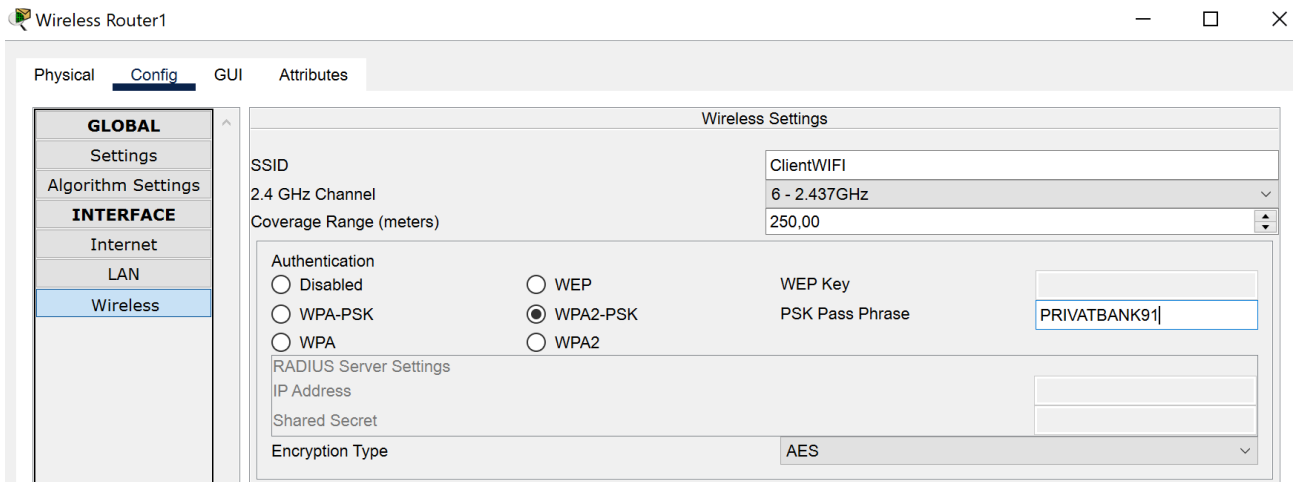 Wireless Router1
Physical Config GUI Attributes
GLOBAL
Settings
Algorithm Settings
INTERFACE
Internet
LAN
Wireless
Wireless Settings
SSID ClientWIFI
2.4 GHz Channel 6 - 2.437GHz
Coverage Range (meters) 250,00
Authentication
Disabled WEP WEP Key
WPA-PSK WPA2-PSK PSK Pass Phrase PRIVATBANK91
WPA WPA2
RADIUS Server Settings
IP Address
Shared Secret
Encryption Type AES